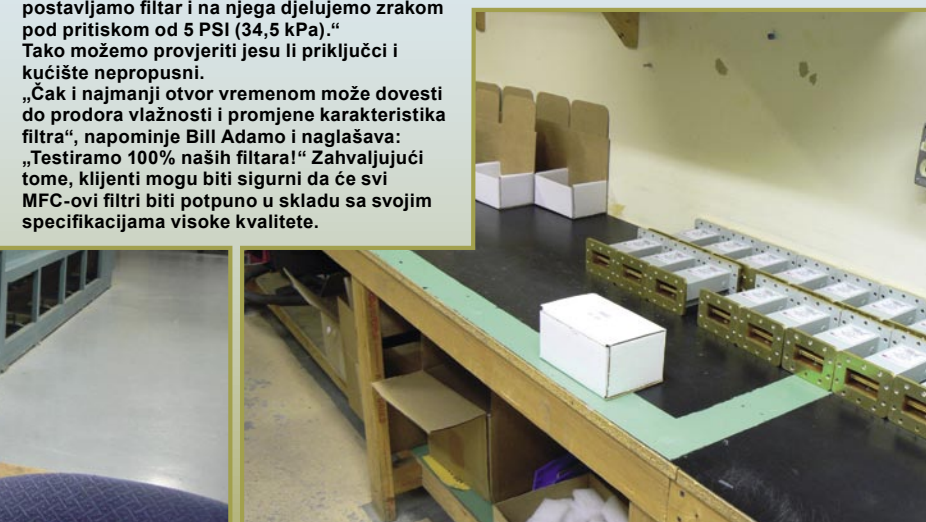 postavljamo filtar i na njega djelujemo zrakom
pod pritiskom od 5 PSI (34,5 kPa).“
Tako možemo provjeriti jesu li priključci i
kućište nepropusni.
„Čak i najmanji otvor vremenom može dovesti
do prodora vlažnosti i promjene karakteristika
filtra“, napominje Bill Adamo i naglašava:
„Testiramo 100% naših filtara!“ Zahvaljujući
tome, klijenti mogu biti sigurni da će svi
MFC-ovi filtri biti potpuno u skladu sa svojim
specifikacijama visoke kvalitete.